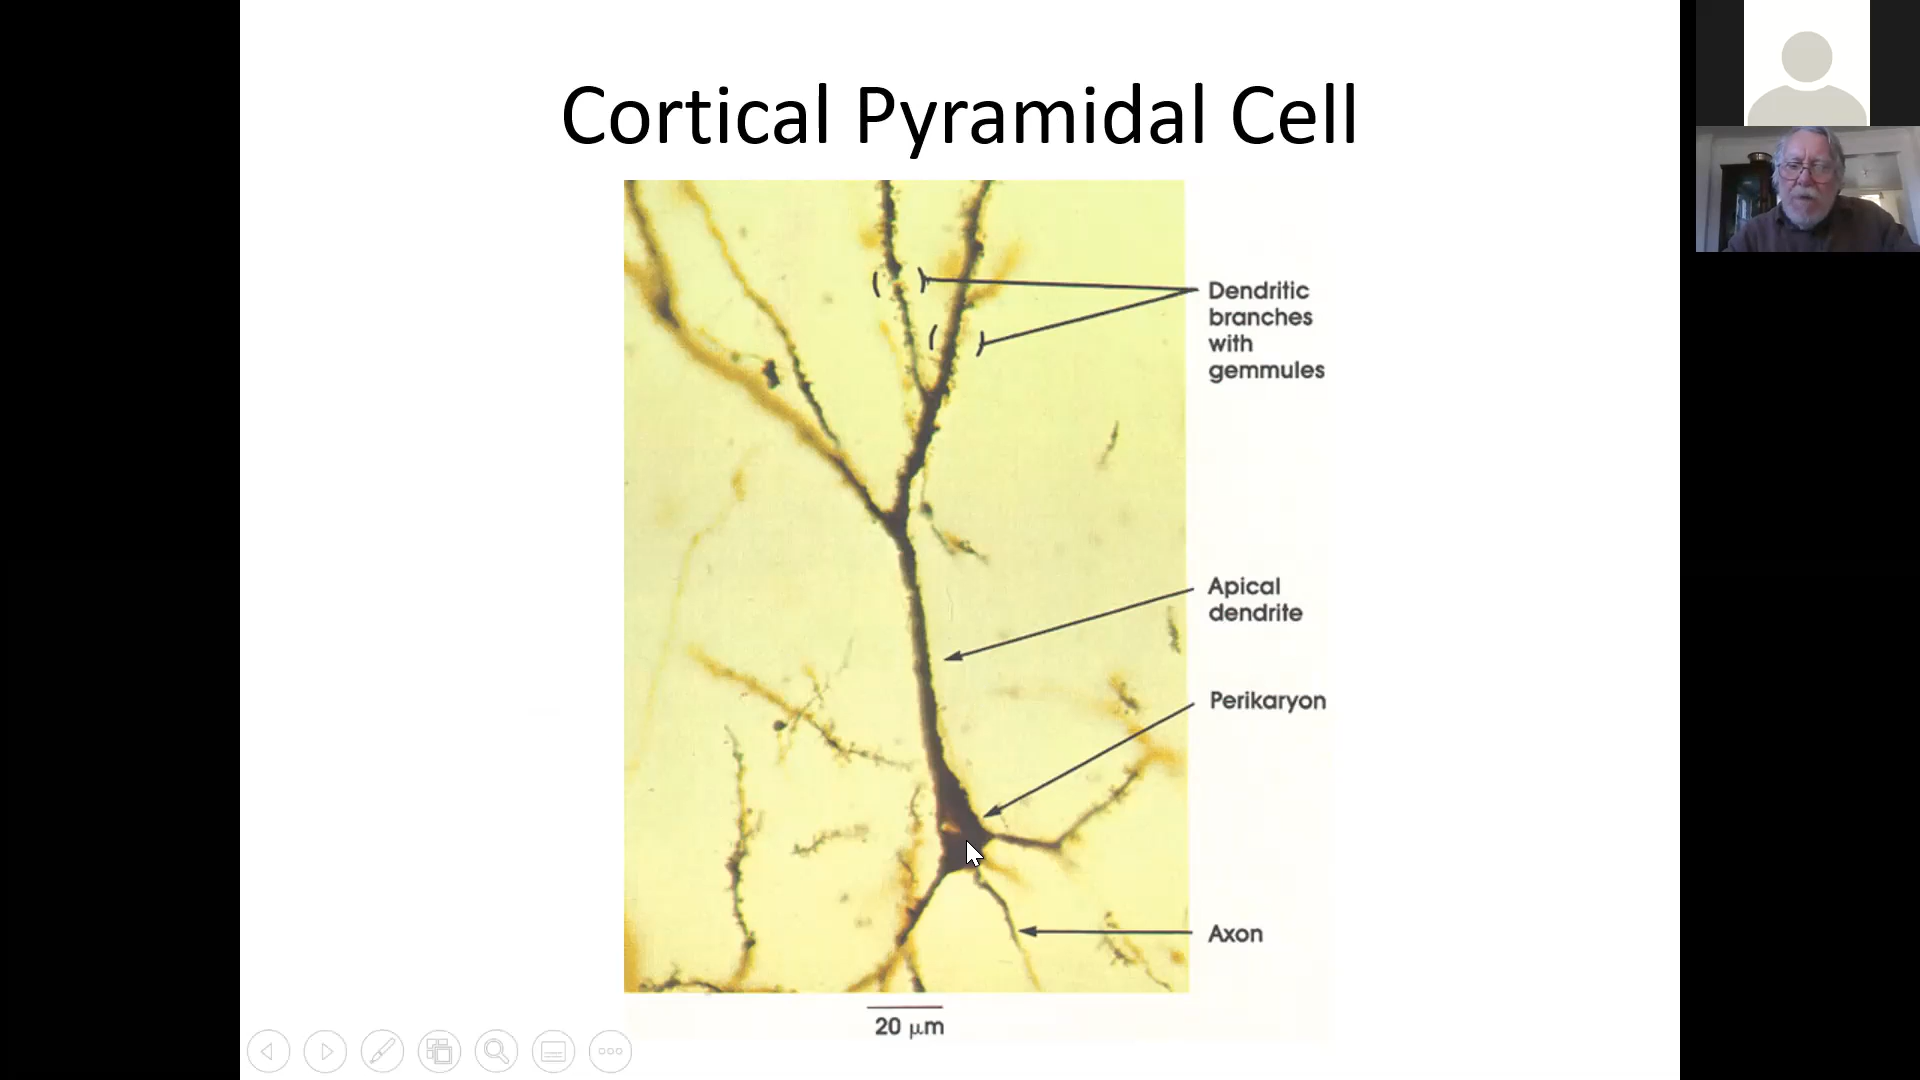 Cortical Pyramidal Cell
Dendritic
branches
with
gemmules
Apical
dendrite
Perikaryon
Axon
20 μm